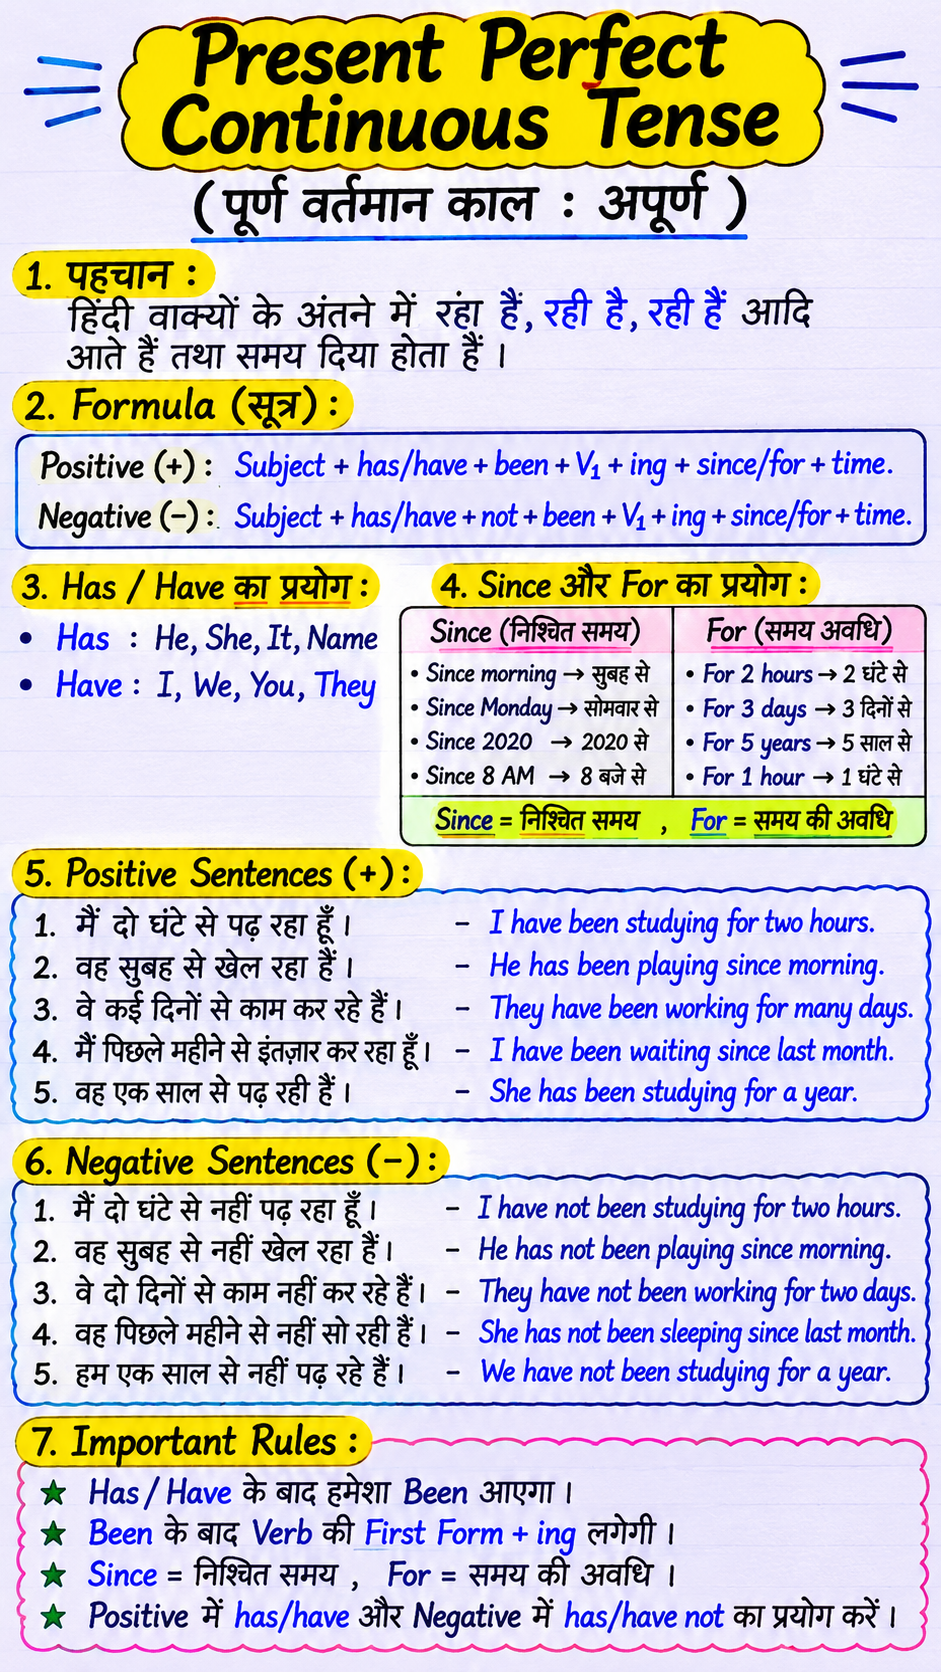 Present Perfect
Continuous Tense
(पूर्ण वर्तमान काल : अपूर्ण )
1. पहचान :
हिंदी वाक्यों के अंतने में रंहा हैं, रही है, रही हैं आदि
आते हैं तथा समय दिया होता हैं ।
2. Formula (सूत्र) :
Positive (+) : Subject + has/have + been + V₁ + ing + since/for + time.
Negative (−) : Subject + has/have + not + been + V₁ + ing + since/for + time.
3. Has / Have का प्रयोग :
• Has : He, She, It, Name
• Have : I, We, You, They
4. Since और For का प्रयोग :
Since (निश्चित समय) For (समय अवधि)
• Since morning → सुबह से • For 2 hours → 2 घंटे से
• Since Monday → सोमवार से • For 3 days → 3 दिनों से
• Since 2020 → 2020 से • For 5 years → 5 साल से
• Since 8 AM → 8 बजे से • For 1 hour → 1 घंटे से
Since = निश्चित समय , For = समय की अवधि
5. Positive Sentences (+) :
1. मैं दो घंटे से पढ़ रहा हूँ । – I have been studying for two hours.
2. वह सुबह से खेल रहा हैं । – He has been playing since morning.
3. वे कई दिनों से काम कर रहे हैं । – They have been working for many days.
4. मैं पिछले महीने से इंतज़ार कर रहा हूँ । – I have been waiting since last month.
5. वह एक साल से पढ़ रही हैं । – She has been studying for a year.
6. Negative Sentences (−) :
1. मैं दो घंटे से नहीं पढ़ रहा हूँ । – I have not been studying for two hours.
2. वह सुबह से नहीं खेल रहा हैं । – He has not been playing since morning.
3. वे दो दिनों से काम नहीं कर रहे हैं । – They have not been working for two days.
4. वह पिछले महीने से नहीं सो रही हैं । – She has not been sleeping since last month.
5. हम एक साल से नहीं पढ़ रहे हैं । – We have not been studying for a year.
7. Important Rules :
★ Has / Have के बाद हमेशा Been आएगा ।
★ Been के बाद Verb की First Form + ing लगेगी ।
★ Since = निश्चित समय , For = समय की अवधि ।
★ Positive में has/have और Negative में has/have not का प्रयोग करें ।